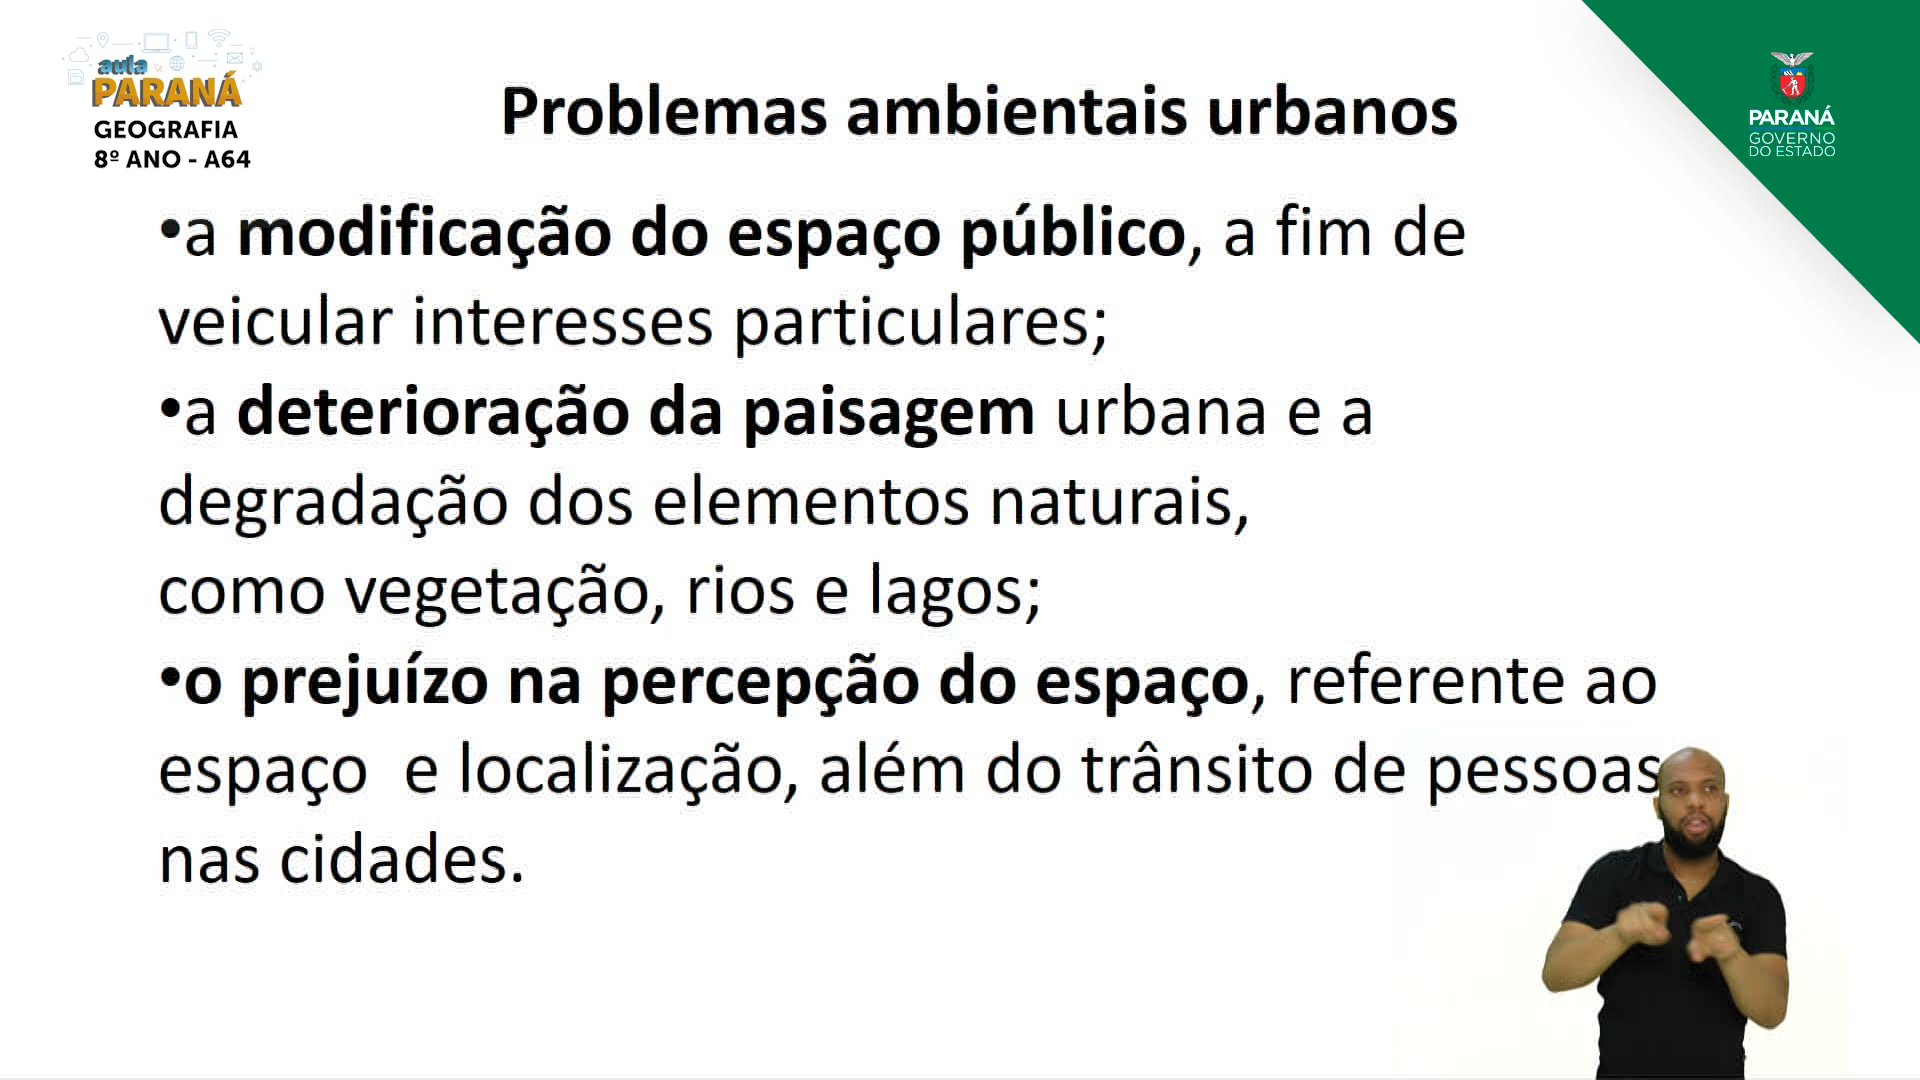 aula
PARANÁ
GEOGRAFIA
8º ANO - A64
Problemas ambientais urbanos
PARANÁ
GOVERNO
DO ESTADO
•a modificação do espaço público, a fim de
veicular interesses particulares;
•a deterioração da paisagem urbana e a
degradação dos elementos naturais,
como vegetação, rios e lagos;
•o prejuízo na percepção do espaço, referente ao
espaço  e localização, além do trânsito de pessoas
nas cidades.